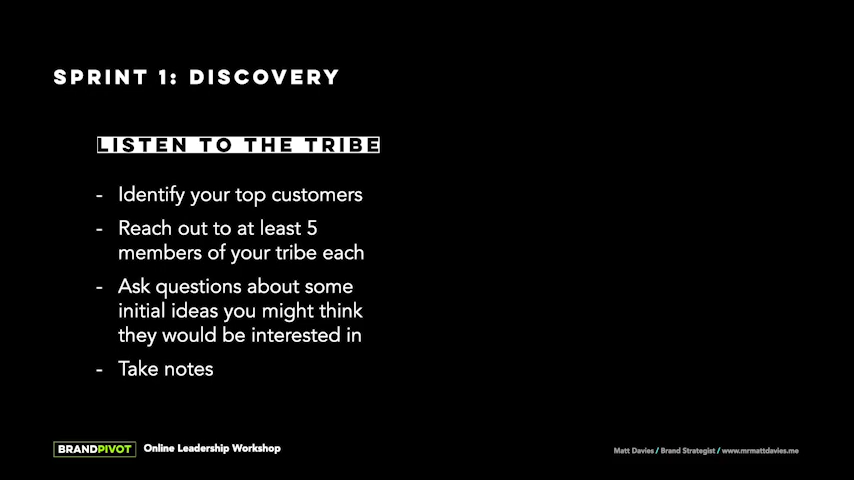 SPRINT 1: DISCOVERY
LISTEN TO THE TRIBE
- Identify your top customers
- Reach out to at least 5
members of your tribe each
- Ask questions about some
initial ideas you might think
they would be interested in
- Take notes
BRANDPIVOT Online Leadership Workshop
Matt Davies / Brand Strategist / www.mrmattdavies.me